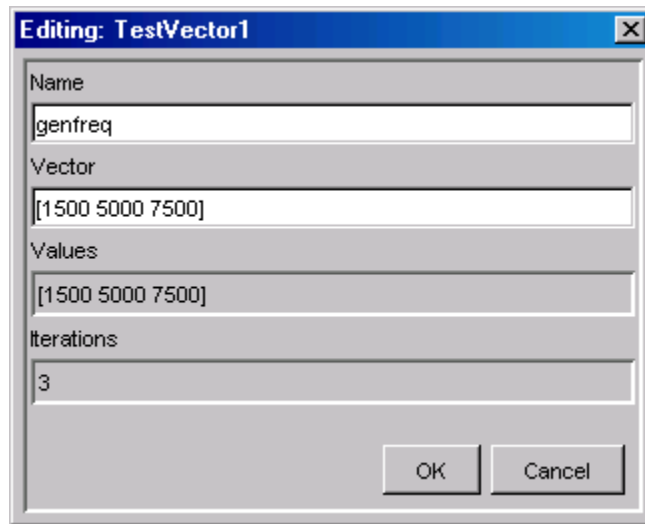 Editing: TestVector1
Name
genfreq
Vector
[1500 5000 7500]
Values
[1500 5000 7500]
Iterations
3
OK Cancel